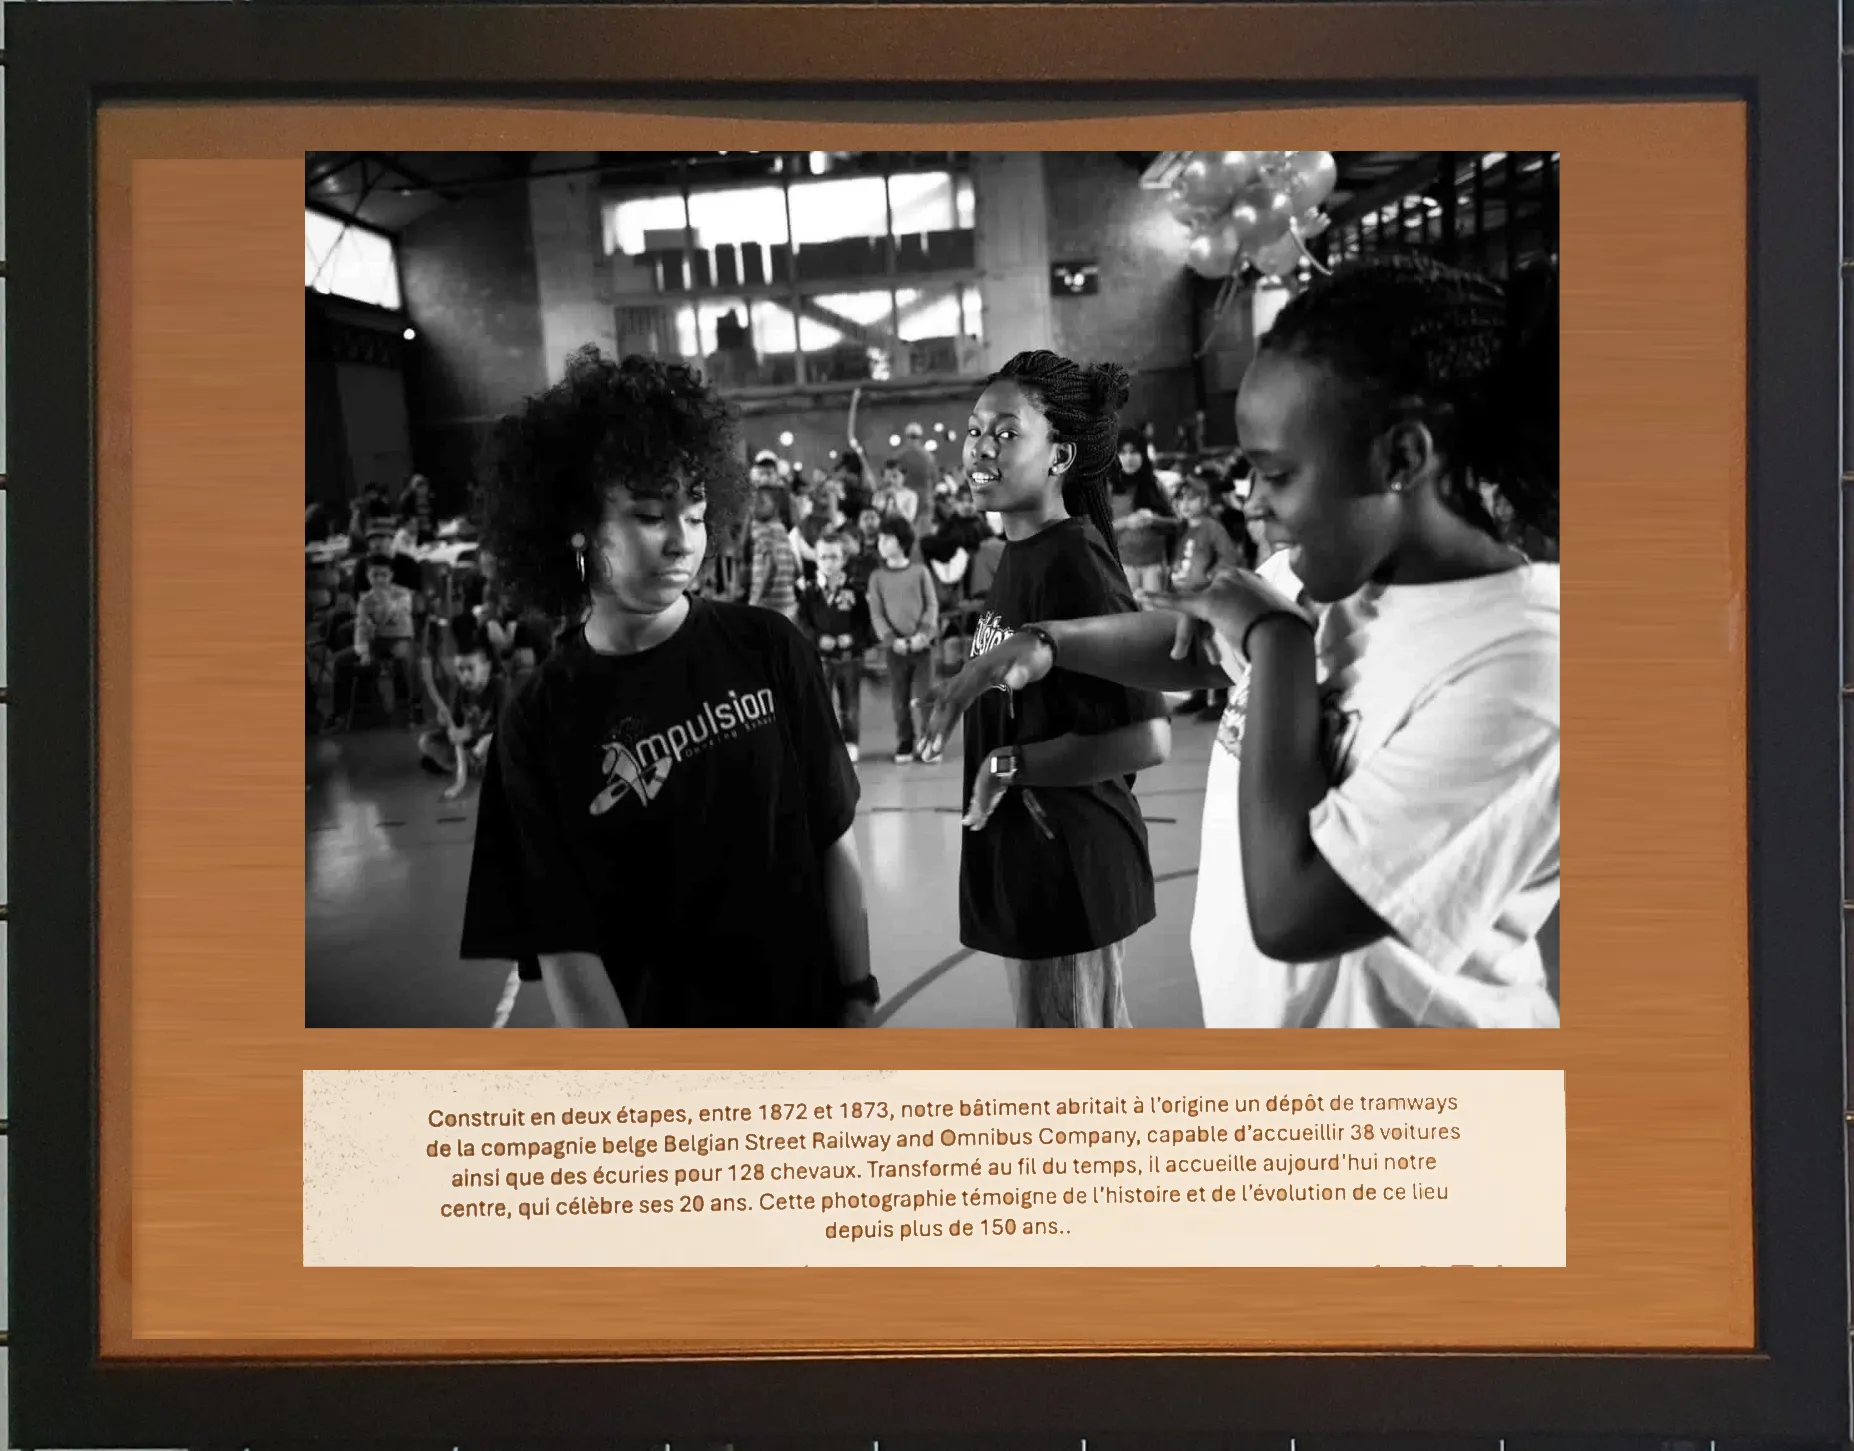 Ampulsion
Dancing School
Construit en deux étapes, entre 1872 et 1873, notre bâtiment abritait à l'origine un dépôt de tramways
de la compagnie belge Belgian Street Railway and Omnibus Company, capable d'accueillir 38 voitures
ainsi que des écuries pour 128 chevaux. Transformé au fil du temps, il accueille aujourd'hui notre
centre, qui célèbre ses 20 ans. Cette photographie témoigne de l'histoire et de l'évolution de ce lieu
depuis plus de 150 ans..